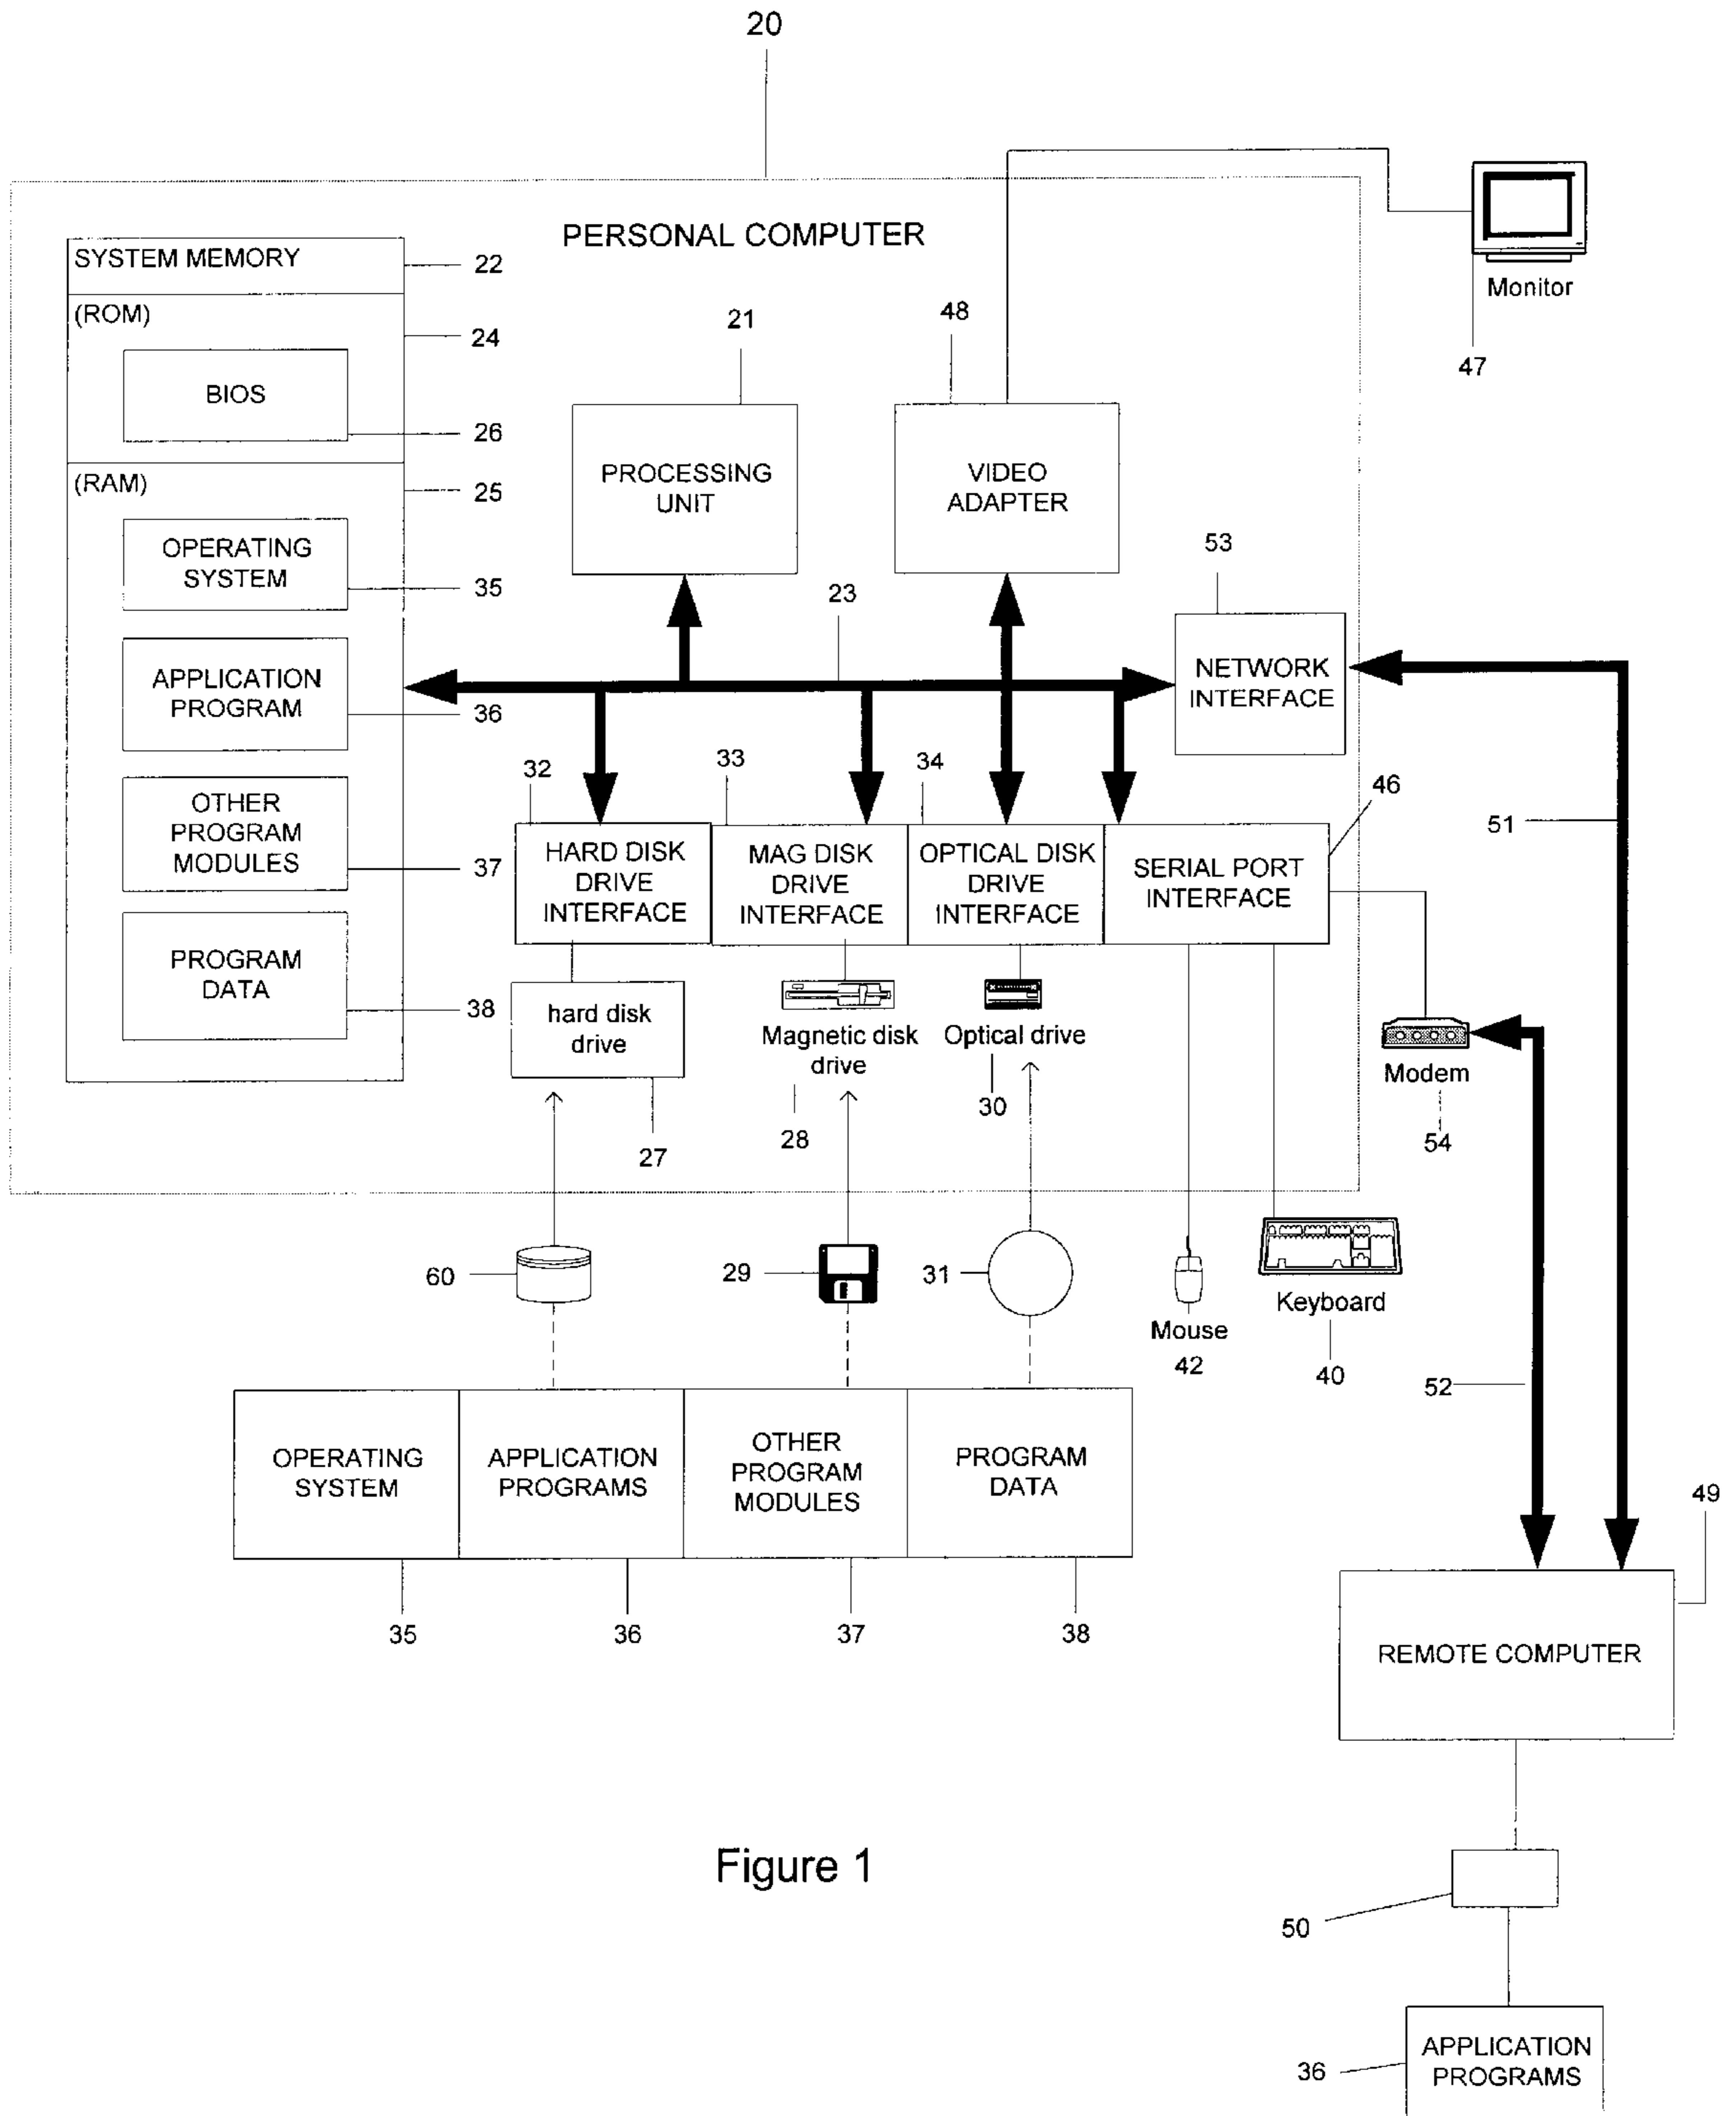 20
PERSONAL COMPUTER
SYSTEM MEMORY
22
(ROM)
24
BIOS
26
(RAM)
25
OPERATING
SYSTEM
35
APPLICATION
PROGRAM
36
OTHER
PROGRAM
MODULES
37
PROGRAM
DATA
38
21
PROCESSING
UNIT
48
VIDEO
ADAPTER
Monitor
47
23
53
NETWORK
INTERFACE
32
HARD DISK
DRIVE
INTERFACE
33
MAG DISK
DRIVE
INTERFACE
34
OPTICAL DISK
DRIVE
INTERFACE
46
SERIAL PORT
INTERFACE
51
hard disk
drive
27
Magnetic disk
drive
28
Optical drive
30
Modem
54
60
29
31
Mouse
42
Keyboard
40
52
OPERATING
SYSTEM
APPLICATION
PROGRAMS
OTHER
PROGRAM
MODULES
PROGRAM
DATA
35
36
37
38
49
REMOTE COMPUTER
50
APPLICATION
PROGRAMS
36
Figure 1